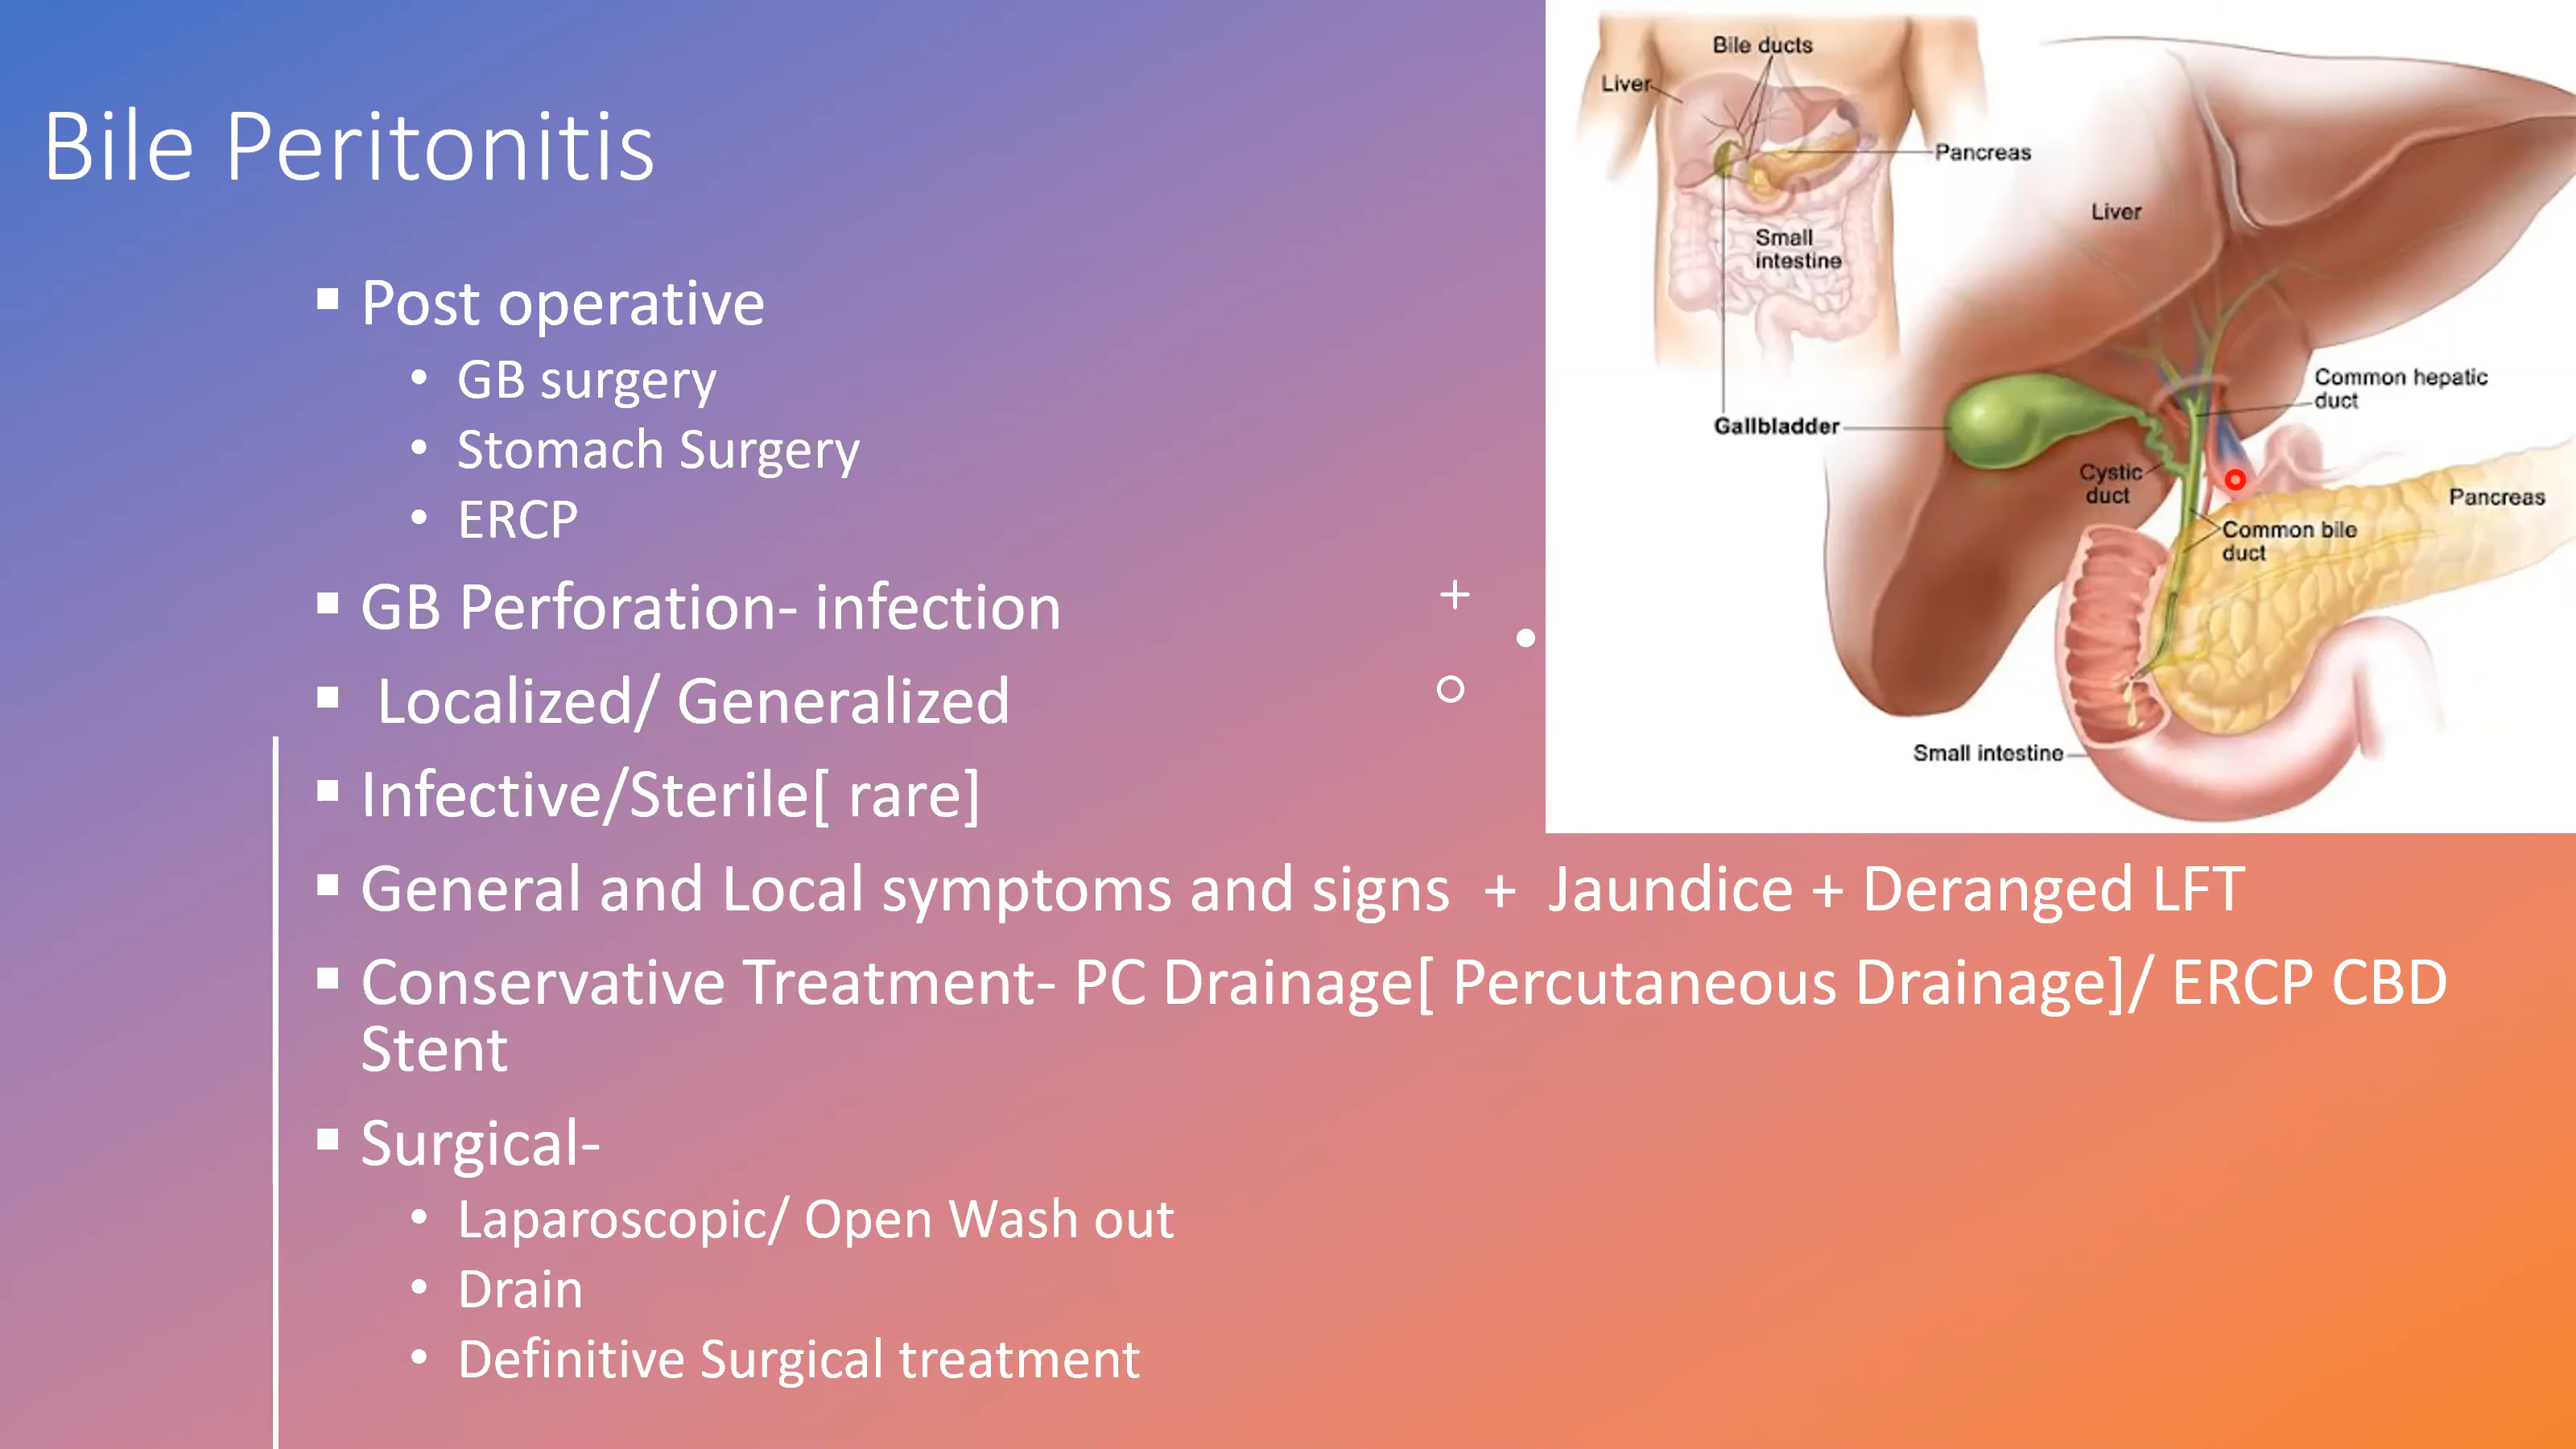 Bile Peritonitis
▪ Post operative
• GB surgery
• Stomach Surgery
• ERCP
▪ GB Perforation- infection
▪ Localized/ Generalized
▪ Infective/Sterile[ rare]
▪ General and Local symptoms and signs + Jaundice + Deranged LFT
▪ Conservative Treatment- PC Drainage[ Percutaneous Drainage]/ ERCP CBD
Stent
▪ Surgical-
• Laparoscopic/ Open Wash out
• Drain
• Definitive Surgical treatment
Bile ducts
Liver
Pancreas
Small
intestine
Gallbladder
Liver
Common hepatic
duct
Cystic
duct
Pancreas
Common bile
duct
Small intestine